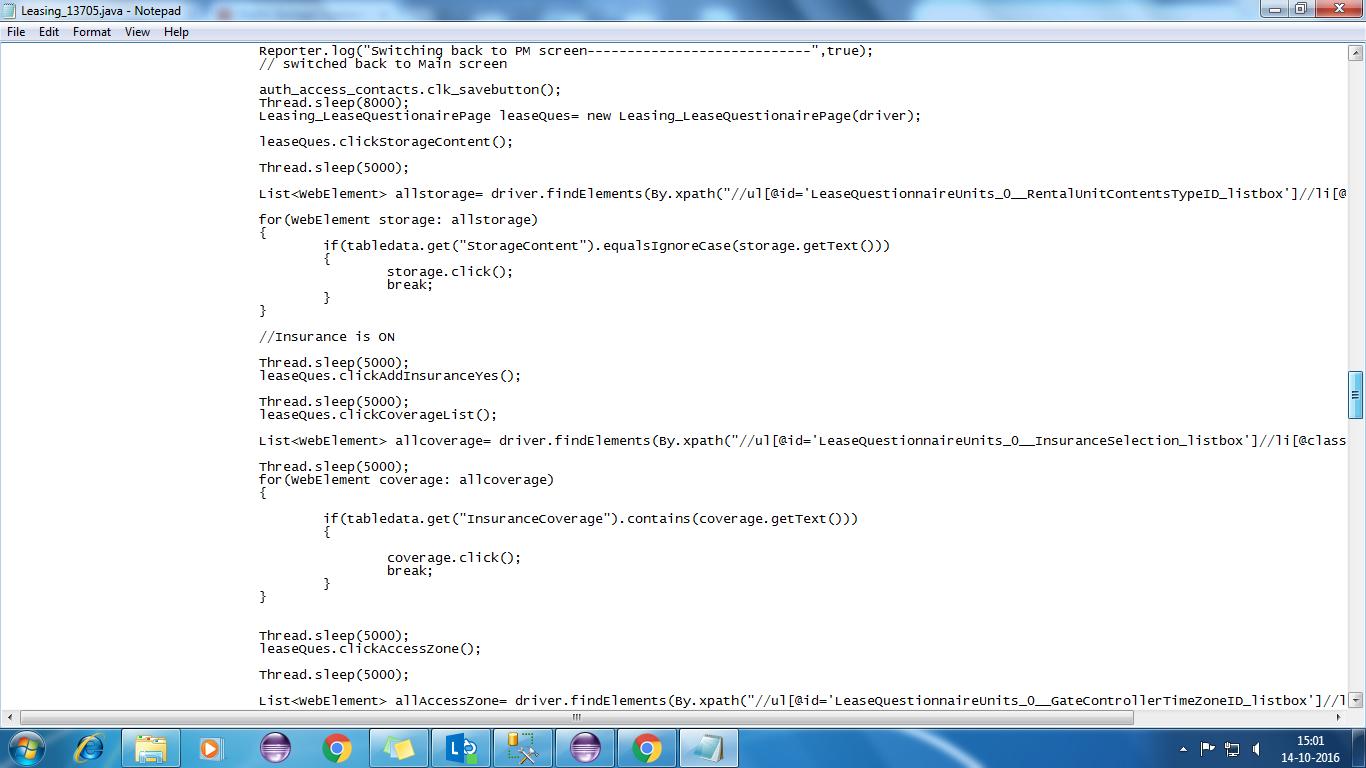 Leasing_13705.java - Notepad
File Edit Format View Help
Reporter.log("Switching back to PM screen----------------------------",true);
// switched back to Main screen
auth_access_contacts.clk_savebutton();
Thread.sleep(8000);
Leasing_LeaseQuestionairePage leaseQues= new Leasing_LeaseQuestionairePage(driver);
leaseQues.clickStorageContent();
Thread.sleep(5000);
List<WebElement> allstorage= driver.findElements(By.xpath("//ul[@id='LeaseQuestionnaireUnits_0__RentalUnitContentsTypeID_listbox']//li[@
for(WebElement storage: allstorage)
{
if(tabledata.get("StorageContent").equalsIgnoreCase(storage.getText()))
{
storage.click();
break;
}
}
//Insurance is ON
Thread.sleep(5000);
leaseQues.clickAddInsuranceYes();
Thread.sleep(5000);
leaseQues.clickCoverageList();
List<WebElement> allcoverage= driver.findElements(By.xpath("//ul[@id='LeaseQuestionnaireUnits_0__InsuranceSelection_listbox']//li[@class
Thread.sleep(5000);
for(WebElement coverage: allcoverage)
{
if(tabledata.get("InsuranceCoverage").contains(coverage.getText()))
{
coverage.click();
break;
}
}
Thread.sleep(5000);
leaseQues.clickAccessZone();
Thread.sleep(5000);
List<WebElement> allAccessZone= driver.findElements(By.xpath("//ul[@id='LeaseQuestionnaireUnits_0__GateControllerTimeZoneID_listbox']//l
15:01
14-10-2016